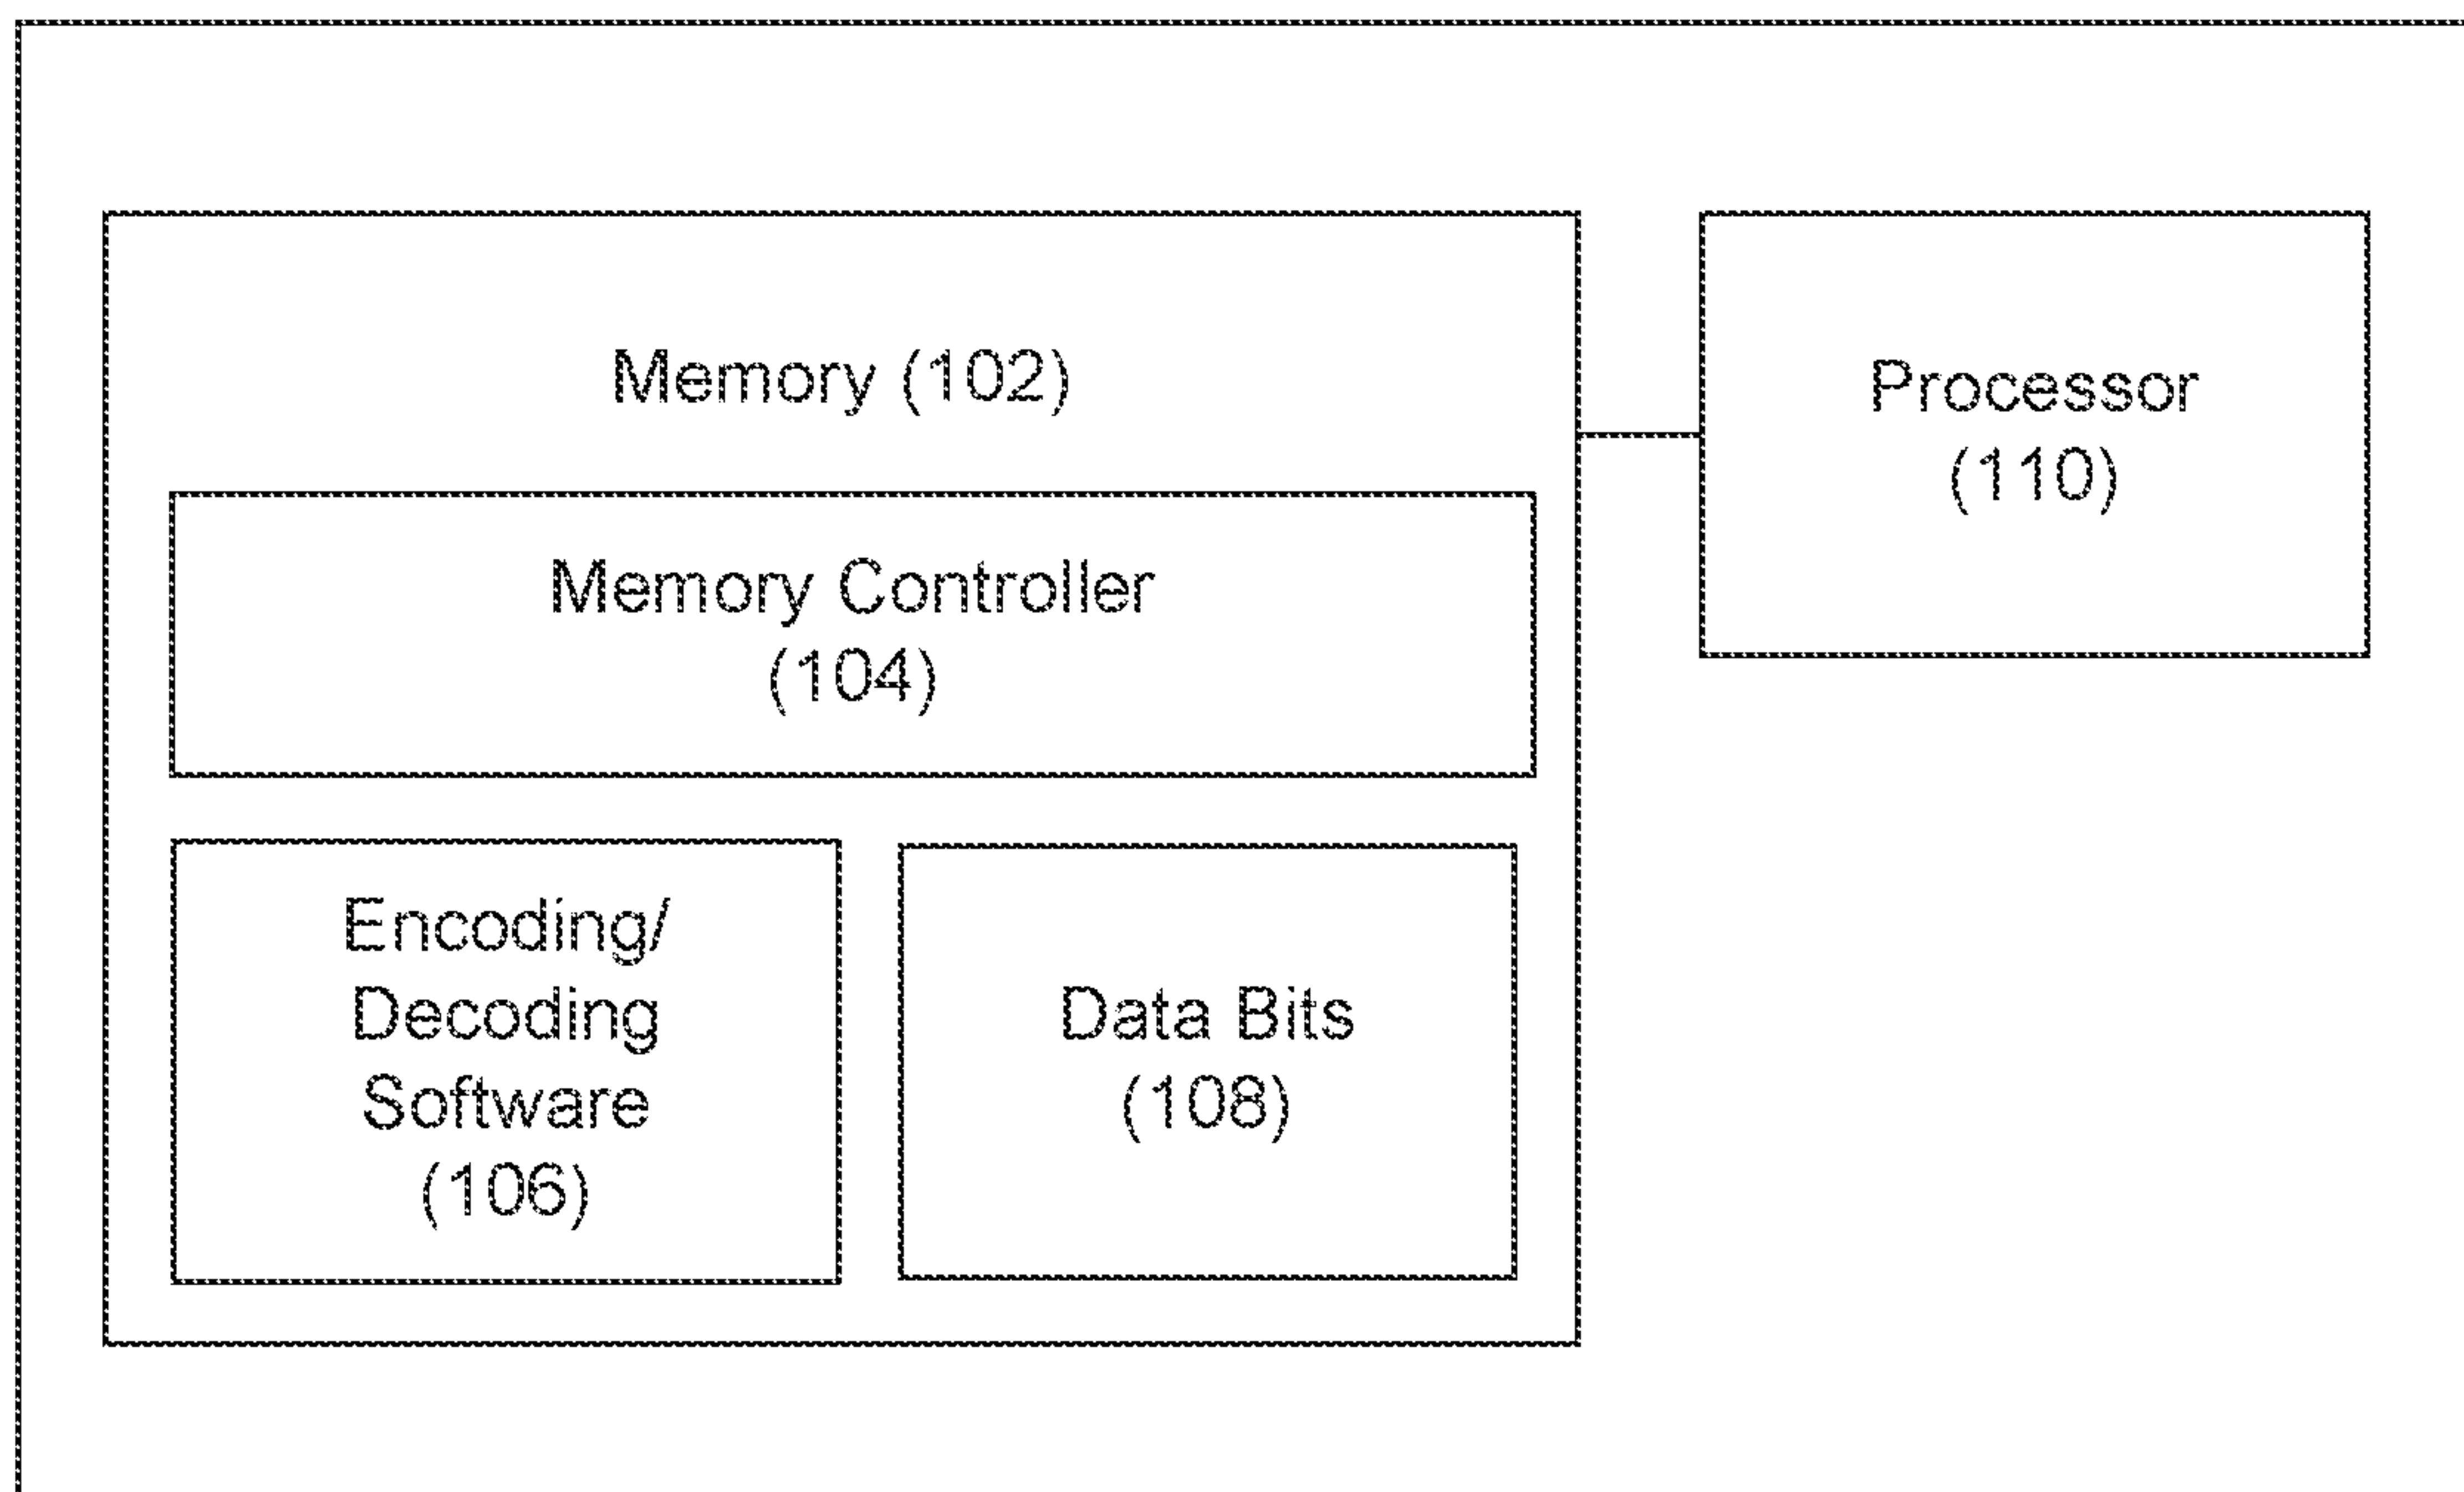 Memory (102)
Processor
(110)
Memory Controller
(104)
Encoding/
Decoding
Software
(106)
Data Bits
(108)